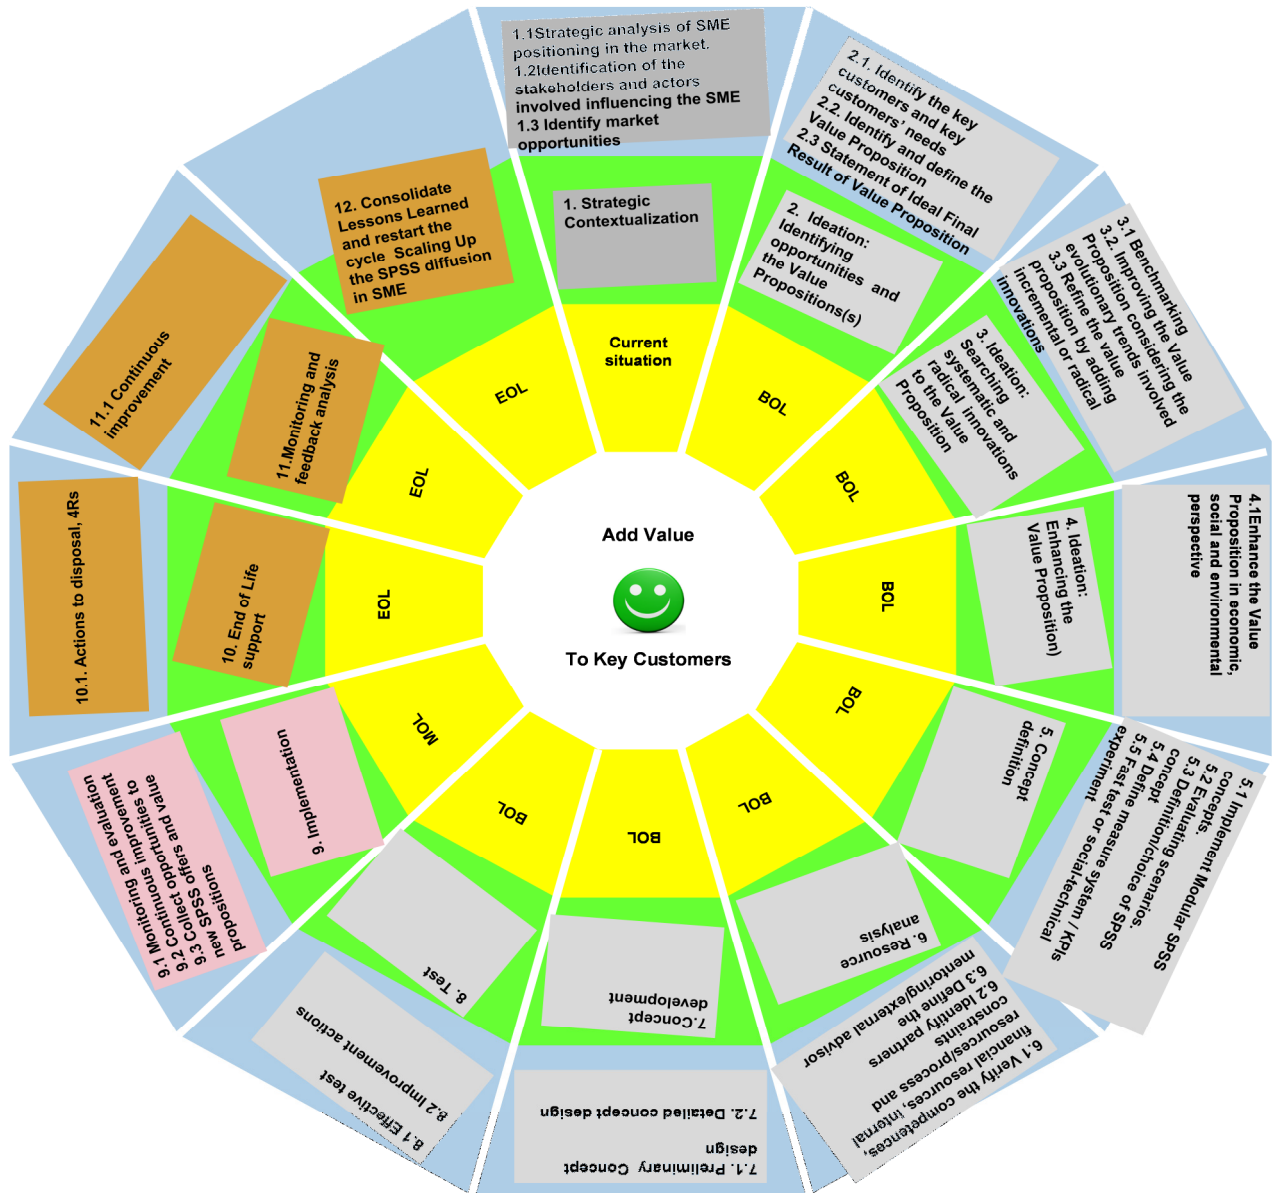 1.1Strategic analysis of SME
positioning in the market.
1.2Identification of the
stakeholders and actors
involved influencing the SME
1.3 Identify market
opportunities
1. Strategic
Contextualization
Current
situation
2.1. Identify the key
customers and key
customers' needs
2.2. Identify and define the
Value Proposition
2.3 Statement of Ideal Final
Result of Value Proposition
2. Ideation:
Identifying
opportunities and
the Value
Propositions(s)
BOL
3.1 Benchmarking
3.2. Improving the Value
Proposition considering the
evolutionary trends involved
3.3 Refine the value
proposition by adding
incremental or radical
innovations
3. Ideation:
Searching
systematic and
radical innovations
to the Value
Proposition
BOL
4.1Enhance the Value
Proposition in economic,
social and environmental
perspective
4. Ideation:
Enhancing the
Value Proposition)
BOL
5.1 Implement Modular SPSS
concepts.
5.2 Evaluating scenarios.
5.3 Definition/choice of SPSS
concept
5.4 Define measure system / KPIs
5.5 Fast test or social-technical
experiment
5. Concept
definition
BOL
6.1 Verify the competences,
financial resources, internal
resources/process and
constraints
6.2 Identify partners
6.3 Define the
mentoring/external advisor
6. Resource
analysis
BOL
7.1. Preliminary Concept
design
7.2. Detailed concept design
7.Concept
development
BOL
8.1 Effective test
8.2 Improvement actions
8. Test
BOL
9.1 Monitoring and evaluation
9.2 Continuous improvement
9.3 Collect opportunities to
new SPSS offers and value
propositions
9. Implementation
MOL
10.1. Actions to disposal, 4Rs
10. End of Life
support
EOL
11.1 Continuous
improvement
11.Monitoring and
feedback analysis
EOL
12. Consolidate
Lessons Learned
and restart the
cycle Scaling Up
the SPSS diffusion
in SME
EOL
Add Value
To Key Customers